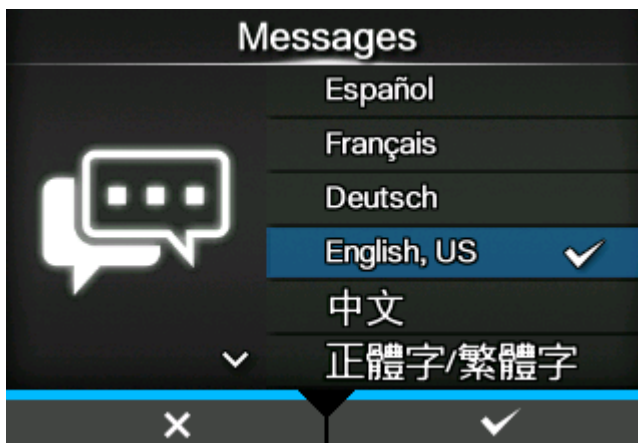 Messages
Español
Français
Deutsch
English, US
中文
正體字/繁體字